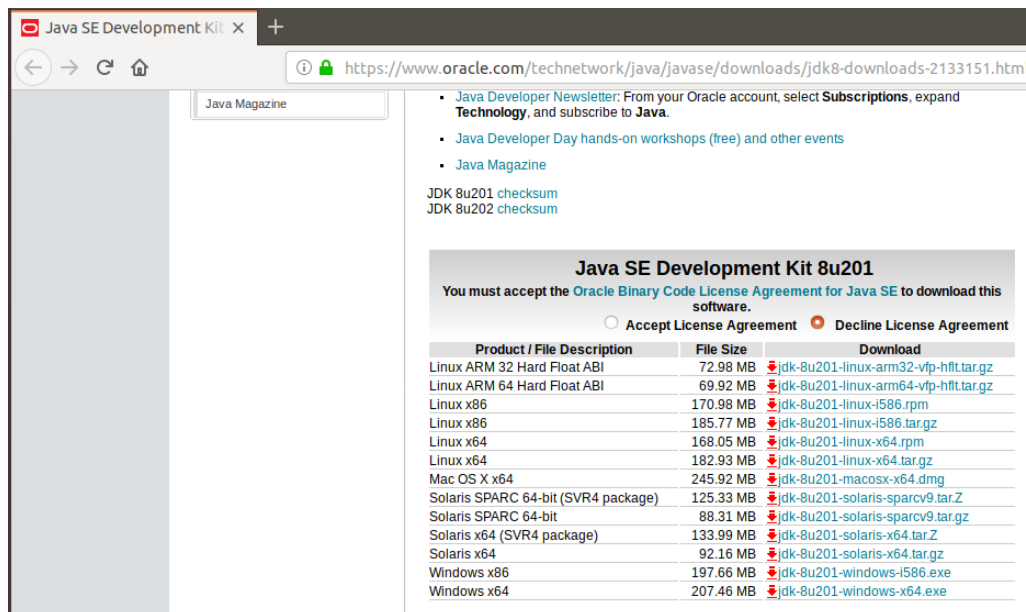 Java SE Development Kit
https://www.oracle.com/technetwork/java/javase/downloads/jdk8-downloads-2133151.htm
Java Magazine
Java Developer Newsletter: From your Oracle account, select Subscriptions, expand
Technology, and subscribe to Java.
Java Developer Day hands-on workshops (free) and other events
Java Magazine
JDK 8u201 checksum
JDK 8u202 checksum
Java SE Development Kit 8u201
You must accept the Oracle Binary Code License Agreement for Java SE to download this
software.
Accept License Agreement Decline License Agreement
Product / File Description File Size Download
Linux ARM 32 Hard Float ABI 72.98 MB jdk-8u201-linux-arm32-vfp-hflt.tar.gz
Linux ARM 64 Hard Float ABI 69.92 MB jdk-8u201-linux-arm64-vfp-hflt.tar.gz
Linux x86 170.98 MB jdk-8u201-linux-i586.rpm
Linux x86 185.77 MB jdk-8u201-linux-i586.tar.gz
Linux x64 168.05 MB jdk-8u201-linux-x64.rpm
Linux x64 182.93 MB jdk-8u201-linux-x64.tar.gz
Mac OS X x64 245.92 MB jdk-8u201-macosx-x64.dmg
Solaris SPARC 64-bit (SVR4 package) 125.33 MB jdk-8u201-solaris-sparcv9.tar.Z
Solaris SPARC 64-bit 88.31 MB jdk-8u201-solaris-sparcv9.tar.gz
Solaris x64 (SVR4 package) 133.99 MB jdk-8u201-solaris-x64.tar.Z
Solaris x64 92.16 MB jdk-8u201-solaris-x64.tar.gz
Windows x86 197.66 MB jdk-8u201-windows-i586.exe
Windows x64 207.46 MB jdk-8u201-windows-x64.exe